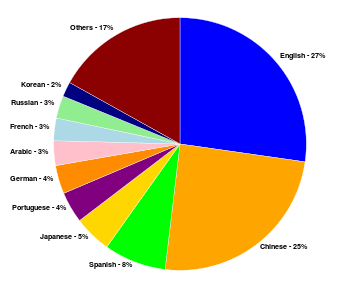 Others - 17%
English - 27%
Korean - 2%
Russian - 3%
French - 3%
Arabic - 3%
German - 4%
Portuguese - 4%
Japanese - 5%
Chinese - 25%
Spanish - 8%